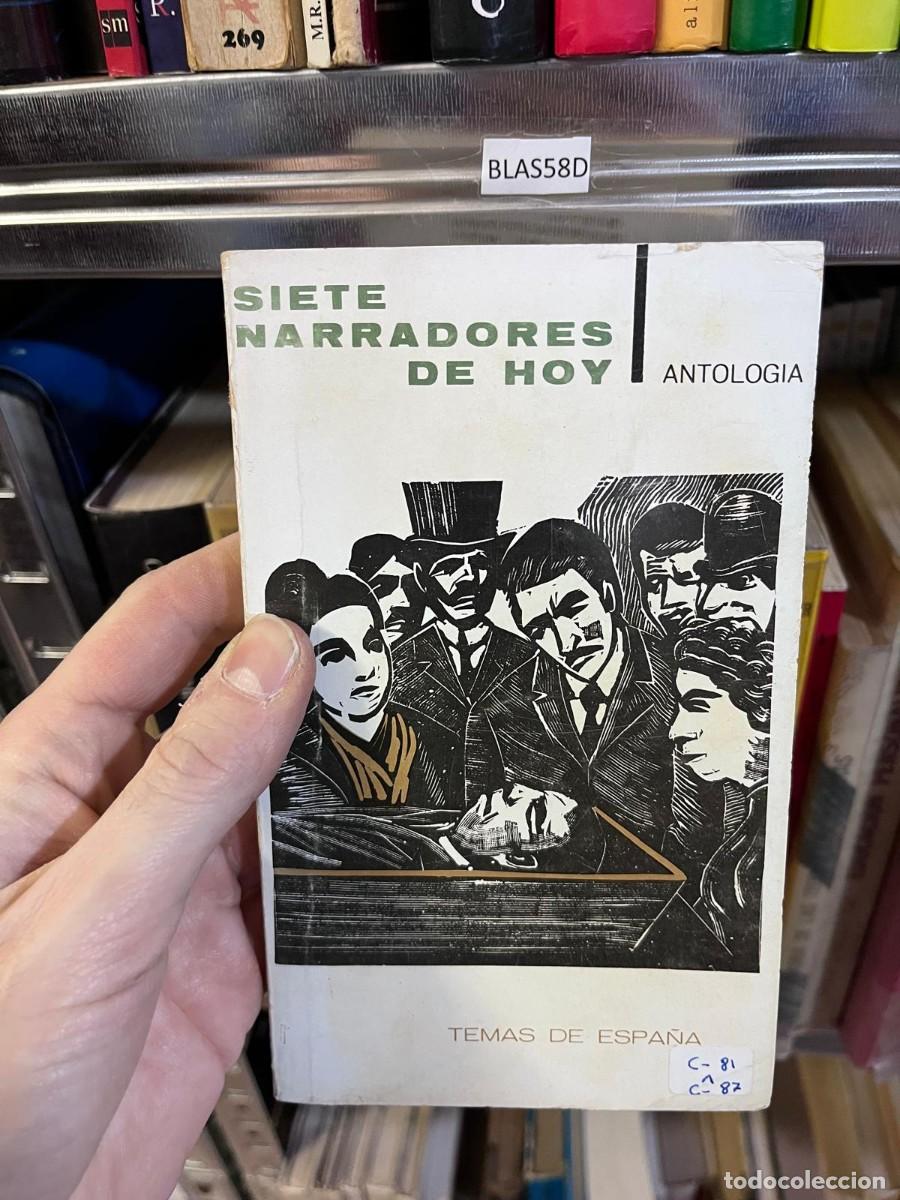 sm
R.
269
M.R.
BLAS58D
SIETE
NARRADORES
DE HOY
ANTOLOGIA
TEMAS DE ESPAÑA
C- 81
^
C- 87
todocoleccion